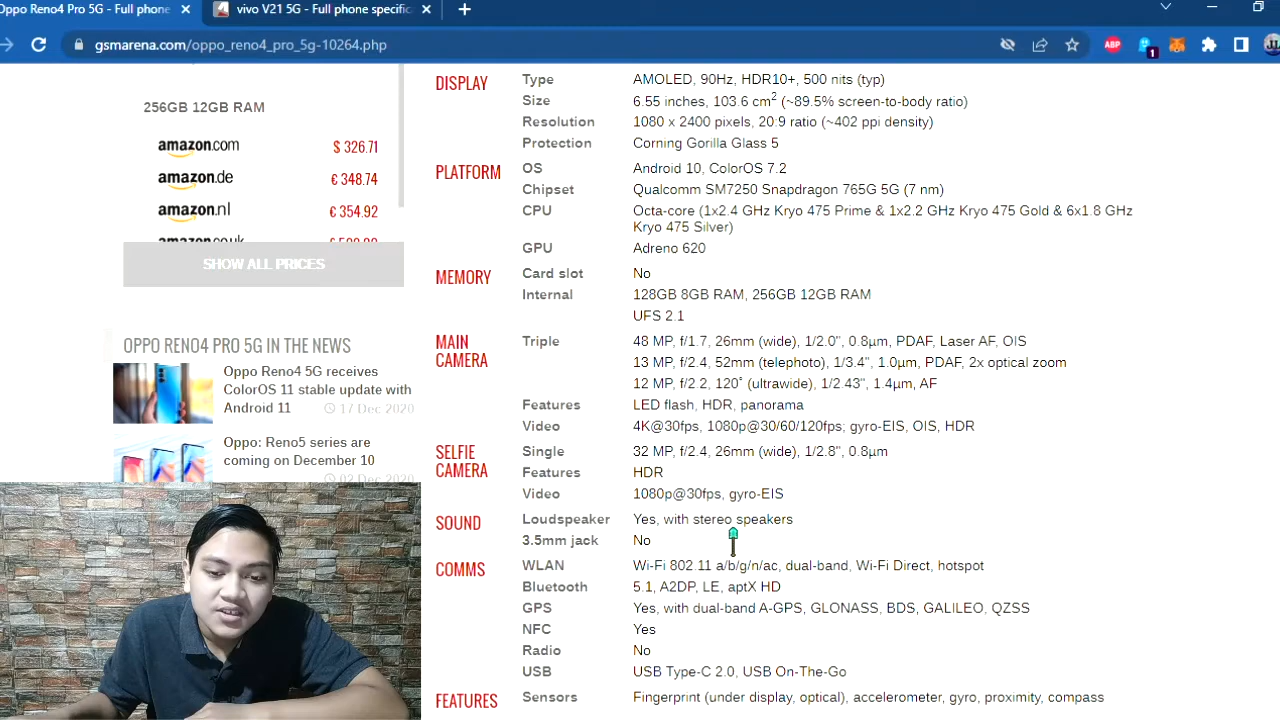 Oppo Reno4 Pro 5G - Full phone
vivo V21 5G - Full phone specific
gsmarena.com/oppo_reno4_pro_5g-10264.php
ABP
1
256GB 12GB RAM
amazon.com $ 326.71
amazon.de € 348.74
amazon.nl € 354.92
amazon.co.uk
SHOW ALL PRICES
OPPO RENO4 PRO 5G IN THE NEWS
Oppo Reno4 5G receives
ColorOS 11 stable update with
Android 11 17 Dec 2020
Oppo: Reno5 series are
coming on December 10
02 Dec 2020
DISPLAY Type AMOLED, 90Hz, HDR10+, 500 nits (typ)
Size 6.55 inches, 103.6 cm2 (~89.5% screen-to-body ratio)
Resolution 1080 x 2400 pixels, 20:9 ratio (~402 ppi density)
Protection Corning Gorilla Glass 5
PLATFORM OS Android 10, ColorOS 7.2
Chipset Qualcomm SM7250 Snapdragon 765G 5G (7 nm)
CPU Octa-core (1x2.4 GHz Kryo 475 Prime & 1x2.2 GHz Kryo 475 Gold & 6x1.8 GHz
Kryo 475 Silver)
GPU Adreno 620
MEMORY Card slot No
Internal 128GB 8GB RAM, 256GB 12GB RAM
UFS 2.1
MAIN CAMERA Triple 48 MP, f/1.7, 26mm (wide), 1/2.0", 0.8µm, PDAF, Laser AF, OIS
13 MP, f/2.4, 52mm (telephoto), 1/3.4", 1.0µm, PDAF, 2x optical zoom
12 MP, f/2.2, 120˚ (ultrawide), 1/2.43", 1.4µm, AF
Features LED flash, HDR, panorama
Video 4K@30fps, 1080p@30/60/120fps; gyro-EIS, OIS, HDR
SELFIE CAMERA Single 32 MP, f/2.4, 26mm (wide), 1/2.8", 0.8µm
Features HDR
Video 1080p@30fps, gyro-EIS
SOUND Loudspeaker Yes, with stereo speakers
3.5mm jack No
COMMS WLAN Wi-Fi 802.11 a/b/g/n/ac, dual-band, Wi-Fi Direct, hotspot
Bluetooth 5.1, A2DP, LE, aptX HD
GPS Yes, with dual-band A-GPS, GLONASS, BDS, GALILEO, QZSS
NFC Yes
Radio No
USB USB Type-C 2.0, USB On-The-Go
FEATURES Sensors Fingerprint (under display, optical), accelerometer, gyro, proximity, compass